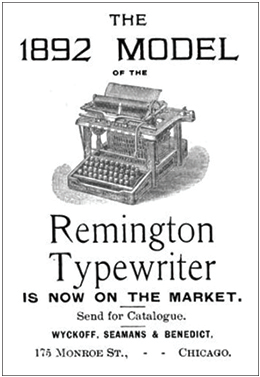 THE
1892 MODEL
OF THE
Remington
Typewriter
IS NOW ON THE MARKET.
Send for Catalogue.
WYCKOFF, SEAMANS & BENEDICT,
175 MONROE ST., - - CHICAGO.